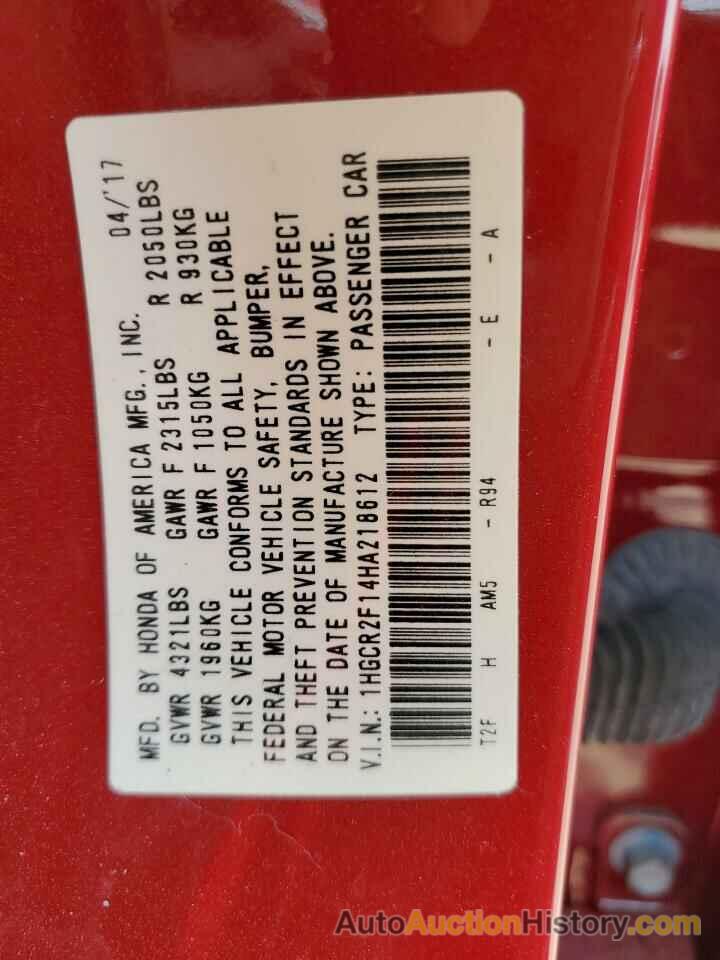 MFD. BY HONDA OF AMERICA MFG., INC. 04/'17
GVWR 4321LBS GAWR F 2315LBS R 2050LBS
GVWR 1960KG GAWR F 1050KG R 930KG
THIS VEHICLE CONFORMS TO ALL APPLICABLE
FEDERAL MOTOR VEHICLE SAFETY, BUMPER,
AND THEFT PREVENTION STANDARDS IN EFFECT
ON THE DATE OF MANUFACTURE SHOWN ABOVE.
V.I.N.: 1HGCR2F14HA218612 TYPE: PASSENGER CAR
T2F H AM5 - R94 - E - A
AutoAuctionHistory.com